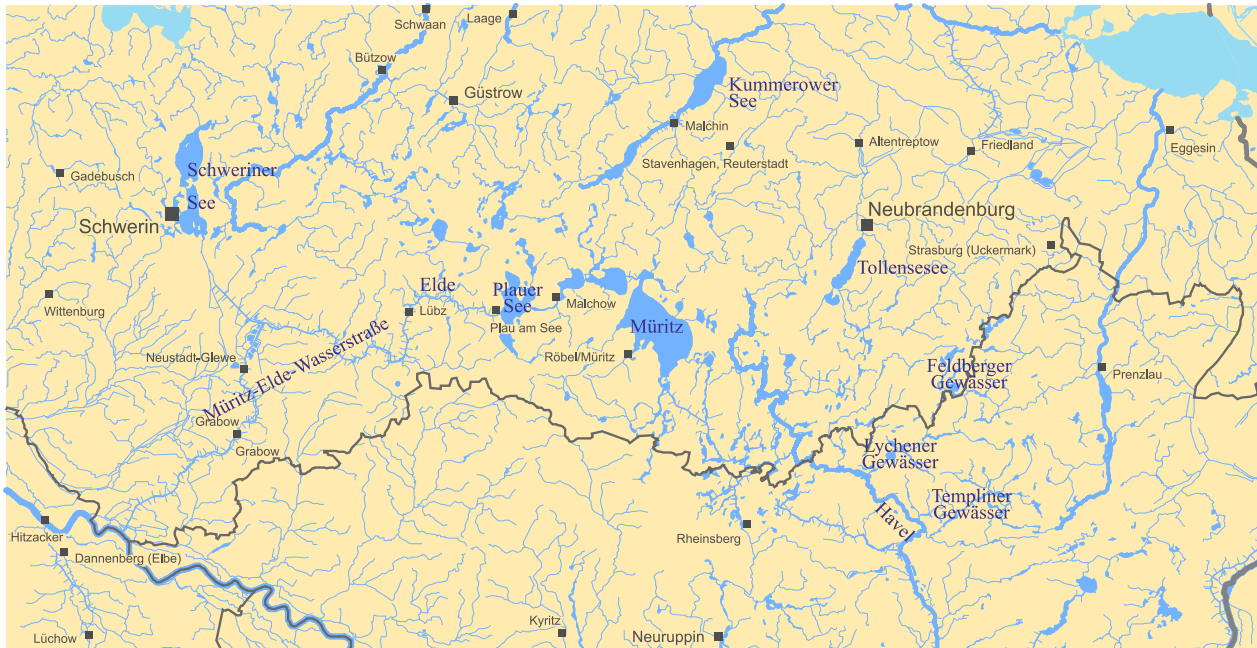 Schwaan
Laage
Bützow
Güstrow
Kummerower
See
Malchin
Stavenhagen, Reuterstadt
Altentreptow
Friedland
Eggesin
Gadebusch
Schweriner
See
Schwerin
Neubrandenburg
Strasburg (Uckermark)
Tollensesee
Elde
Plauer
See
Malchow
Wittenburg
Lübz
Plau am See
Müritz
Röbel/Müritz
Neustadt-Glewe
Müritz-Elde-Wasserstraße
Feldberger
Gewässer
Prenzlau
Grabow
Grabow
Lychener
Gewässer
Templiner
Gewässer
Havel
Hitzacker
Dannenberg (Elbe)
Rheinsberg
Lüchow
Kyritz
Neuruppin